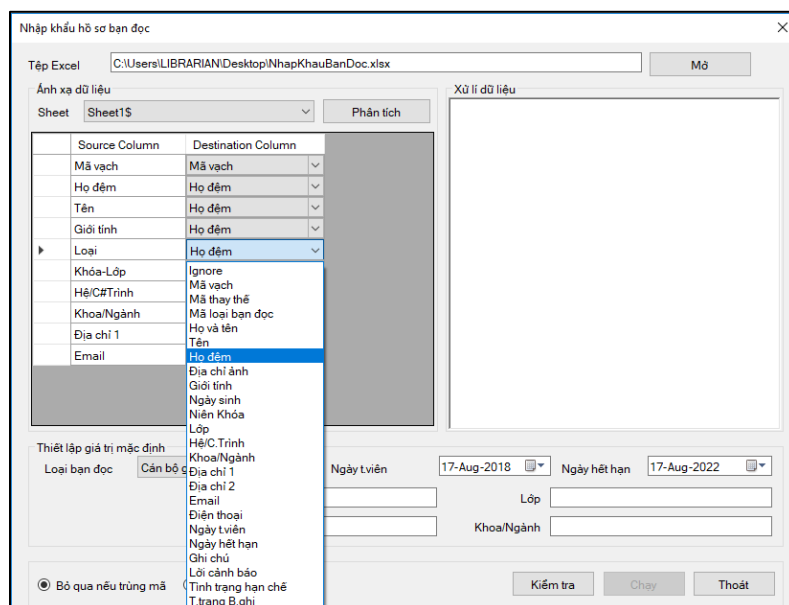 Nhập khẩu hồ sơ bạn đọc
Tệp Excel C:\Users\LIBRARIAN\Desktop\NhapKhauBanDoc.xlsx Mở
Ánh xạ dữ liệu Xử lí dữ liệu
Sheet Sheet1$ Phân tích
Source Column Destination Column
Mã vạch Mã vạch
Họ đệm Họ đệm
Tên Họ đệm
Giới tính Họ đệm
Loại Họ đệm
Khóa-Lớp
Hệ/C#Trình
Khoa/Ngành
Địa chỉ 1
Email
Ignore
Mã vạch
Mã thay thế
Mã loại bạn đọc
Họ và tên
Tên
Họ đệm
Địa chỉ ảnh
Giới tính
Ngày sinh
Niên Khóa
Lớp
Hệ/C.Trình
Khoa/Ngành
Địa chỉ 1
Địa chỉ 2
Email
Điện thoại
Ngày t.viên
Ngày hết hạn
Ghi chú
Lời cảnh báo
Tình trạng hạn chế
T.trạng B.ghi
Thiết lập giá trị mặc định
Loại bạn đọc Cán bộ Ngày t.viên 17-Aug-2018 Ngày hết hạn 17-Aug-2022
Lớp
Khoa/Ngành
Bỏ qua nếu trùng mã Kiểm tra Chạy Thoát